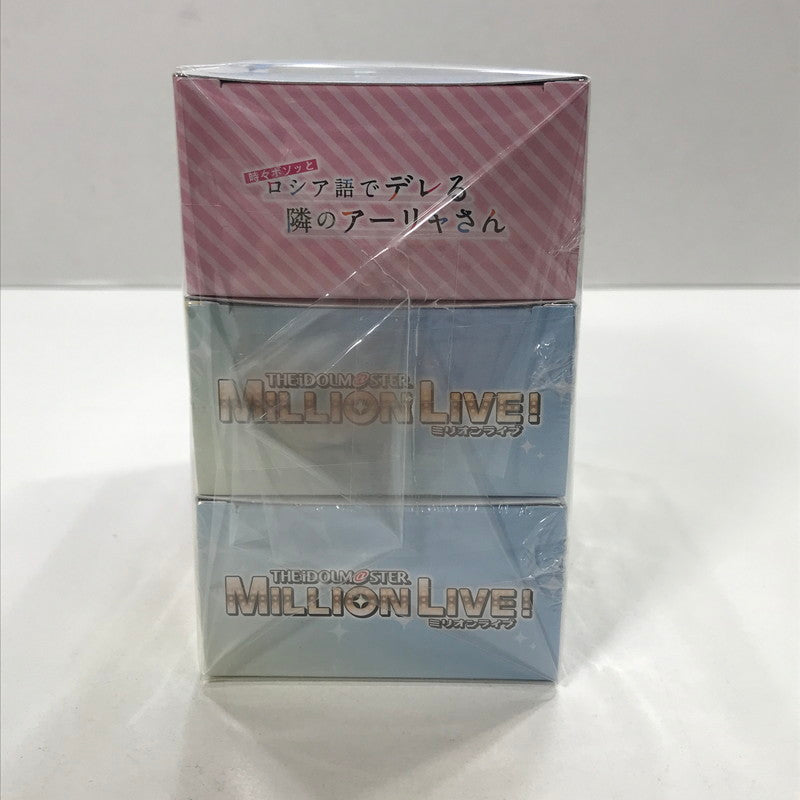 時々ボソッと
ロシア語でデレる
隣のアーリャさん
THE iDOLM@STER
MILLION LIVE!
ミリオンライブ
THE iDOLM@STER
MILLION LIVE!
ミリオンライブ